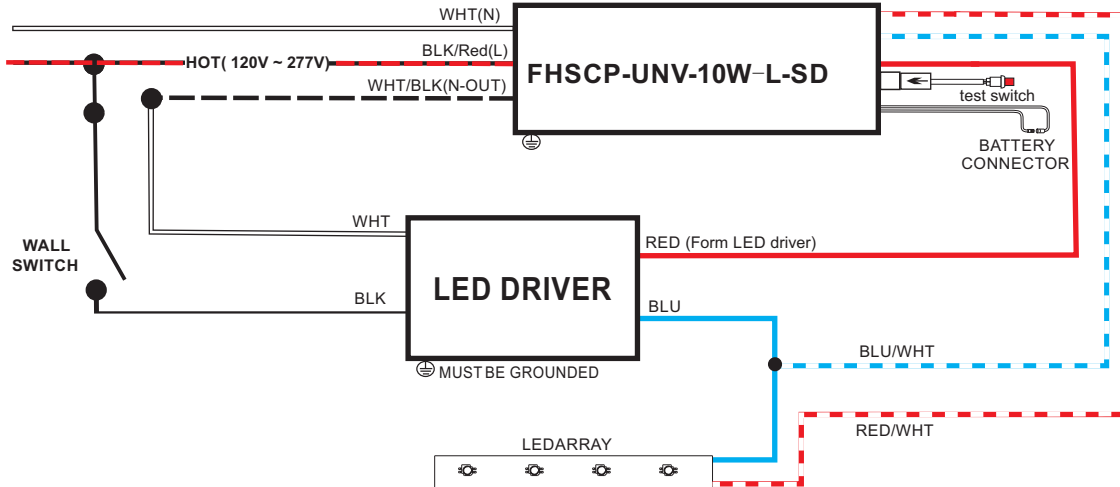 WHT(N)
BLK/Red(L)
HOT( 120V ~ 277V)
WHT/BLK(N-OUT)
FHSCP-UNV-10W-L-SD
test switch
BATTERY
CONNECTOR
WHT
RED (Form LED driver)
WALL
SWITCH
LED DRIVER
BLK
BLU
BLU/WHT
MUST BE GROUNDED
RED/WHT
LEDARRAY